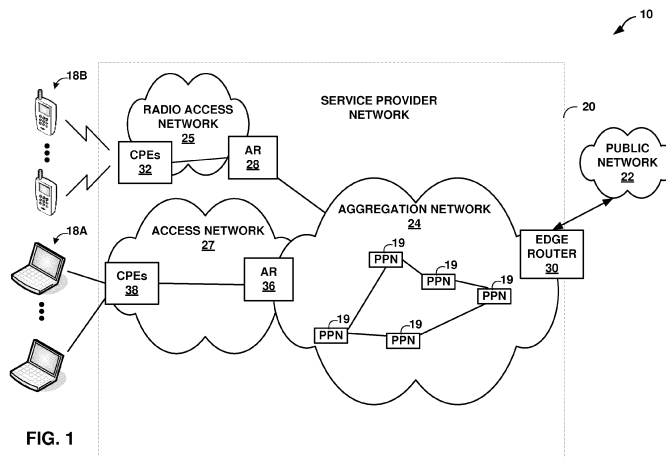 10
18B
RADIO ACCESS
NETWORK
25
CPEs
32
AR
28
SERVICE PROVIDER
NETWORK
20
PUBLIC
NETWORK
22
18A
ACCESS NETWORK
27
CPEs
38
AR
36
AGGREGATION NETWORK
24
EDGE
ROUTER
30
19
PPN
19
PPN
19
PPN
19
PPN
19
PPN
FIG. 1